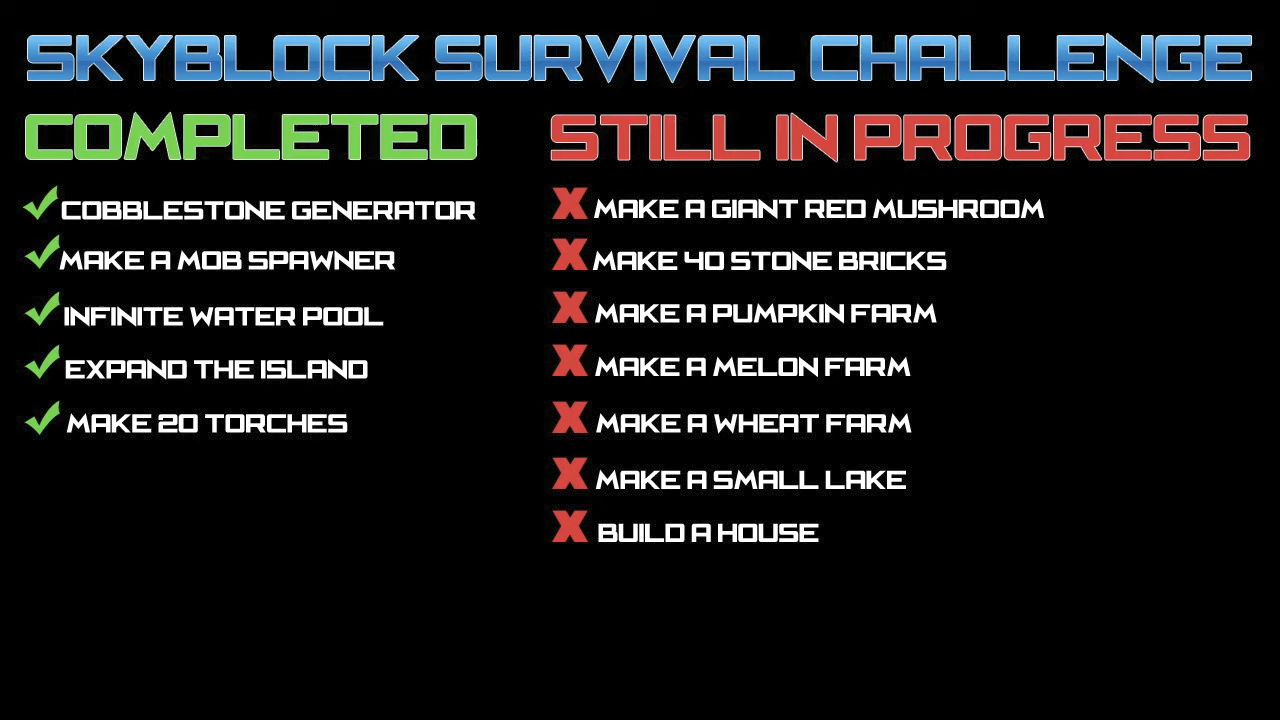 SKYBLOCK SURVIVAL CHALLENGE
COMPLETED
COBBLESTONE GENERATOR
MAKE A MOB SPAWNER
INFINITE WATER POOL
EXPAND THE ISLAND
MAKE 20 TORCHES
STILL IN PROGRESS
MAKE A GIANT RED MUSHROOM
MAKE 40 STONE BRICKS
MAKE A PUMPKIN FARM
MAKE A MELON FARM
MAKE A WHEAT FARM
MAKE A SMALL LAKE
BUILD A HOUSE